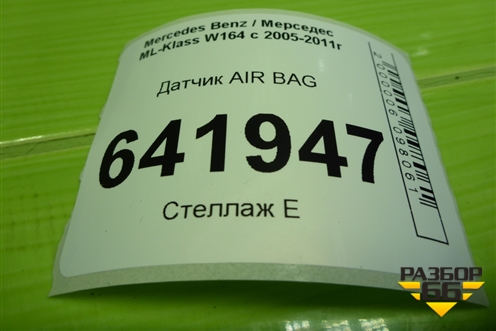 Mercedes Benz / Мерседес
ML-Klass W164 с 2005-2011г
Датчик AIR BAG
641947
Стеллаж Е
2000006098061
РАЗБОР
66